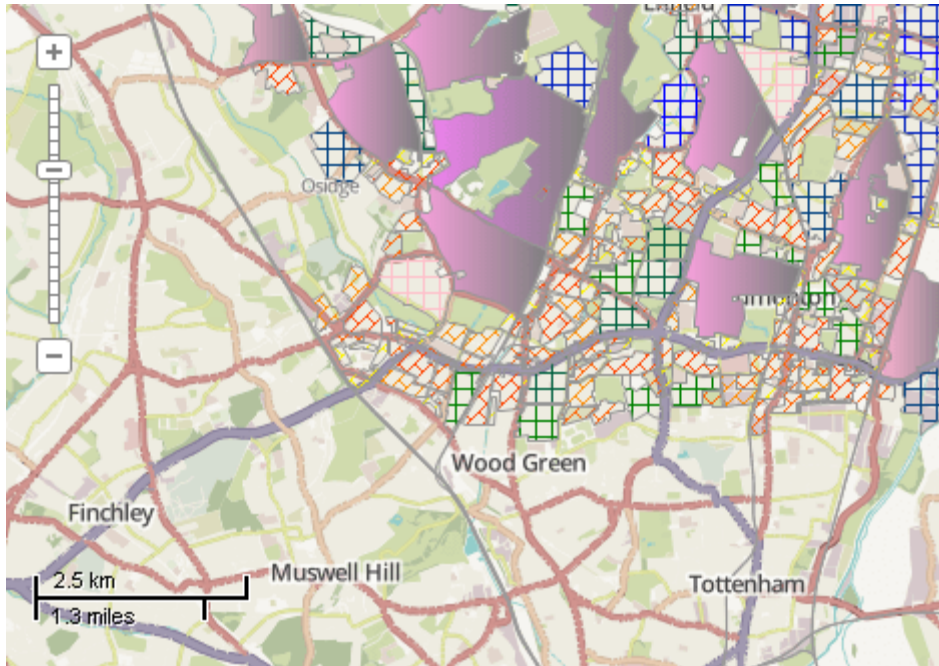 Osidge
Wood Green
Finchley
Muswell Hill
Tottenham
2.5 km
1.3 miles